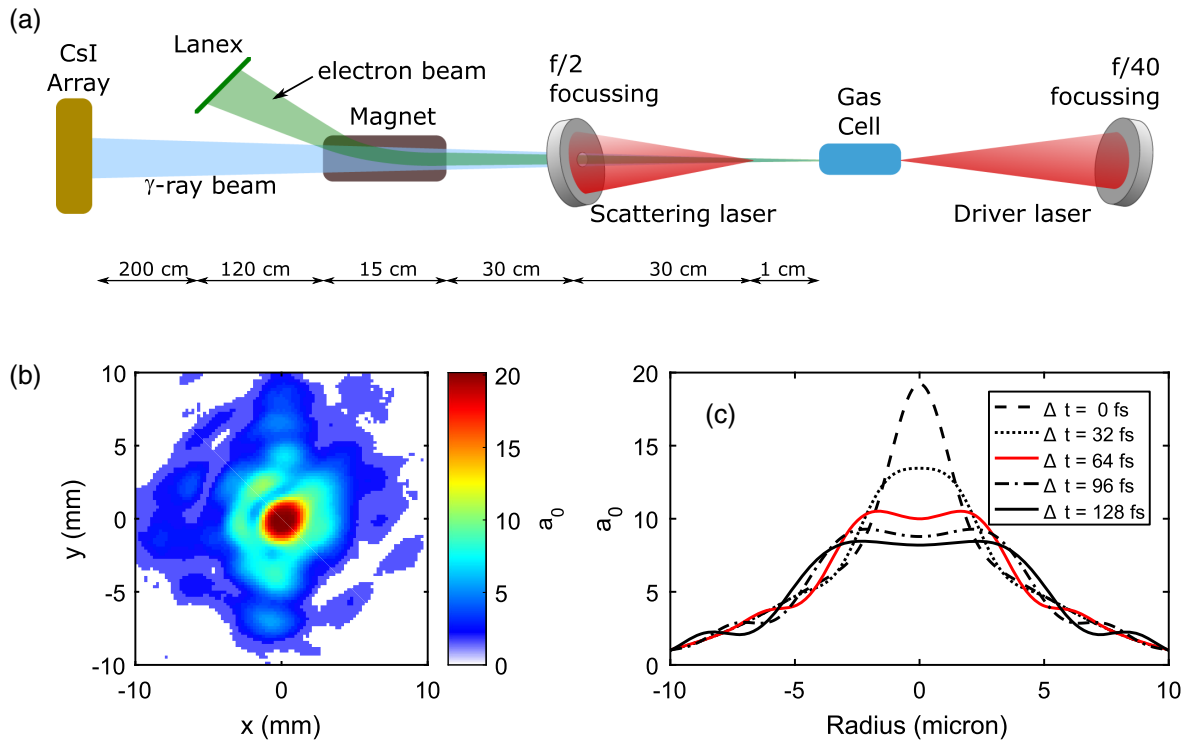 (a)
CsI
Array
Lanex
electron beam
Magnet
f/2
focussing
Gas
Cell
f/40
focussing
γ-ray beam
Scattering laser
Driver laser
200 cm
120 cm
15 cm
30 cm
30 cm
1 cm
(b)
10
5
0
-5
-10
y (mm)
-10
0
10
x (mm)
20
15
10
5
0
a0
(c)
20
15
10
5
0
a0
-10
-5
0
5
10
Radius (micron)
Δ t = 0 fs
Δ t = 32 fs
Δ t = 64 fs
Δ t = 96 fs
Δ t = 128 fs